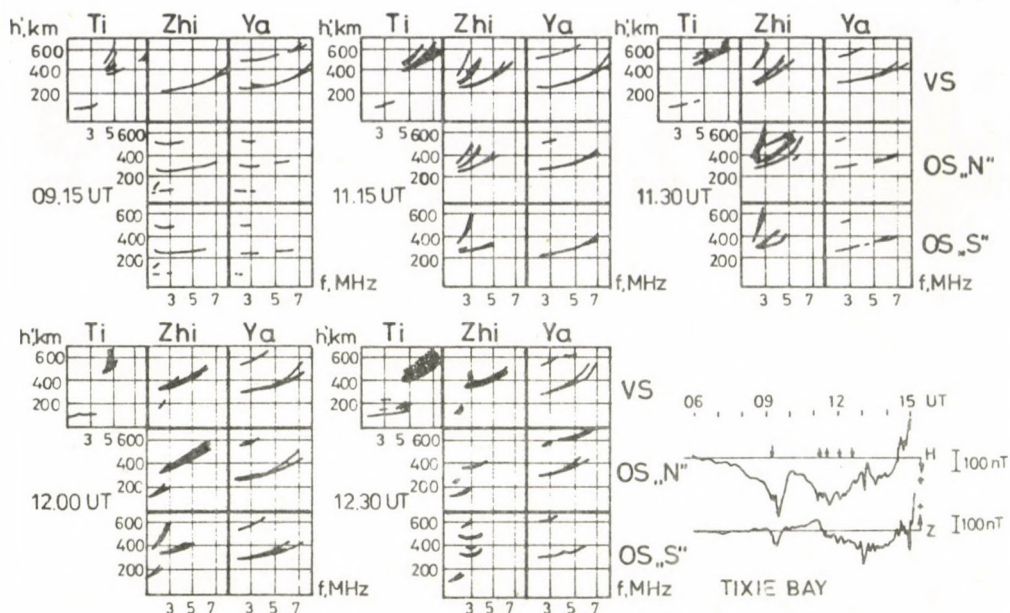 h',km Ti Zhi Ya Ti Zhi Ya Ti Zhi Ya
600 600 600
400 400 400 VS
200 200 200
3 5 600 3 5 600 3 5 600
400 400 400 OS„N"
200 200 200
09.15 UT 11.15 UT 11.30 UT
600 600 600
400 400 400 OS„S"
200 200 200
f,MHz f,MHz f,MHz
3 5 7 3 5 7 3 5 7 3 5 7 3 5 7 3 5 7
h',km Ti Zhi Ya h',km Ti Zhi Ya
600 600
400 400 VS
200 200
06 09 12 15 UT
3 5 600 3 5 600
400 400 OS„N"
200 200
H 100 nT
12.00 UT 12.30 UT
600 600
400 400 OS„S"
200 200
Z 100 nT
f,MHz f,MHz
TIXIE BAY
3 5 7 3 5 7 3 5 7 3 5 7